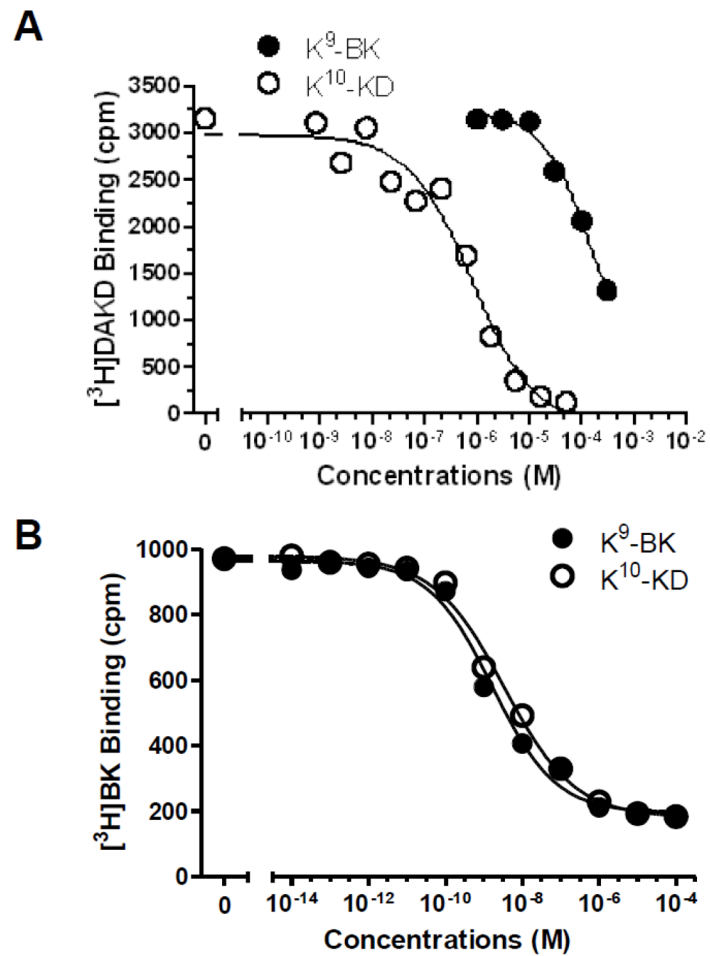 A
K⁹-BK
K¹⁰-KD
[³H]DAKD Binding (cpm)
3500
3000
2500
2000
1500
1000
500
0
0 10⁻¹⁰ 10⁻⁹ 10⁻⁸ 10⁻⁷ 10⁻⁶ 10⁻⁵ 10⁻⁴ 10⁻³ 10⁻²
Concentrations (M)
B
K⁹-BK
K¹⁰-KD
[³H]BK Binding (cpm)
1000
800
600
400
200
0
0 10⁻¹⁴ 10⁻¹² 10⁻¹⁰ 10⁻⁸ 10⁻⁶ 10⁻⁴
Concentrations (M)